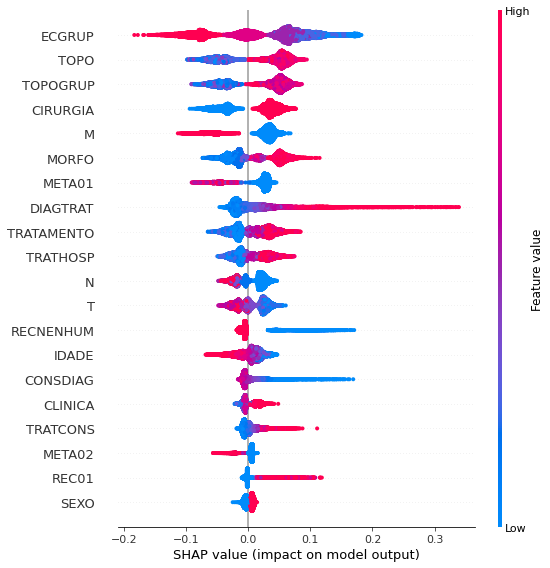 High
ECGRUP
TOPO
TOPOGRUP
CIRURGIA
M
MORFO
META01
DIAGTRAT
TRATAMENTO
TRATHOSP
N
T
RECNENHUM
IDADE
CONSDIAG
CLINICA
TRATCONS
META02
REC01
SEXO
Feature value
Low
−0.2 −0.1 0.0 0.1 0.2 0.3
SHAP value (impact on model output)